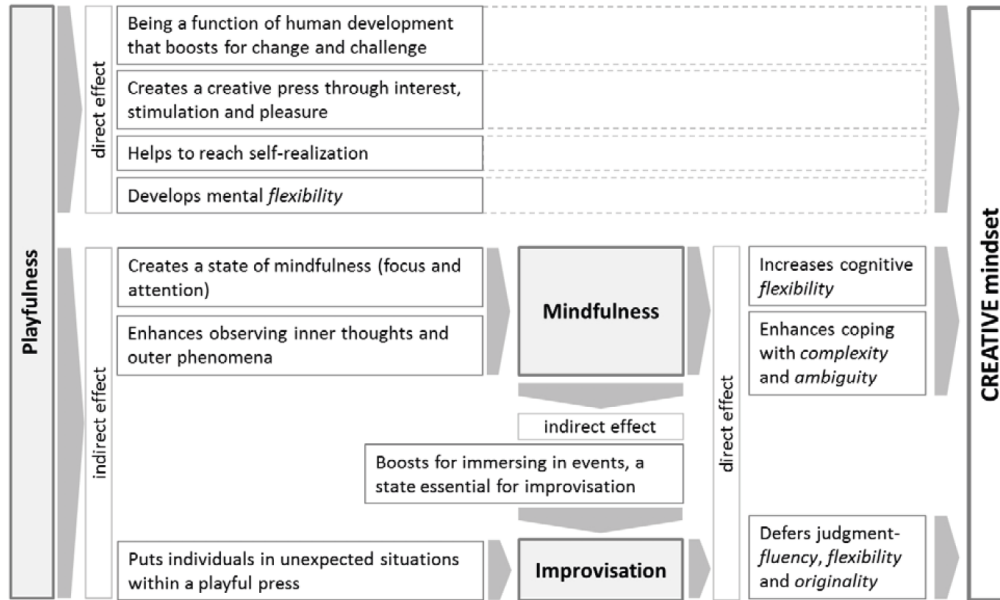 Playfulness
direct effect
Being a function of human development
that boosts for change and challenge
Creates a creative press through interest,
stimulation and pleasure
Helps to reach self-realization
Develops mental flexibility
indirect effect
Creates a state of mindfulness (focus and
attention)
Enhances observing inner thoughts and
outer phenomena
Mindfulness
direct effect
Increases cognitive
flexibility
Enhances coping
with complexity
and ambiguity
indirect effect
Boosts for immersing in events, a
state essential for improvisation
Puts individuals in unexpected situations
within a playful press
Improvisation
Defers judgment-
fluency, flexibility
and originality
CREATIVE mindset